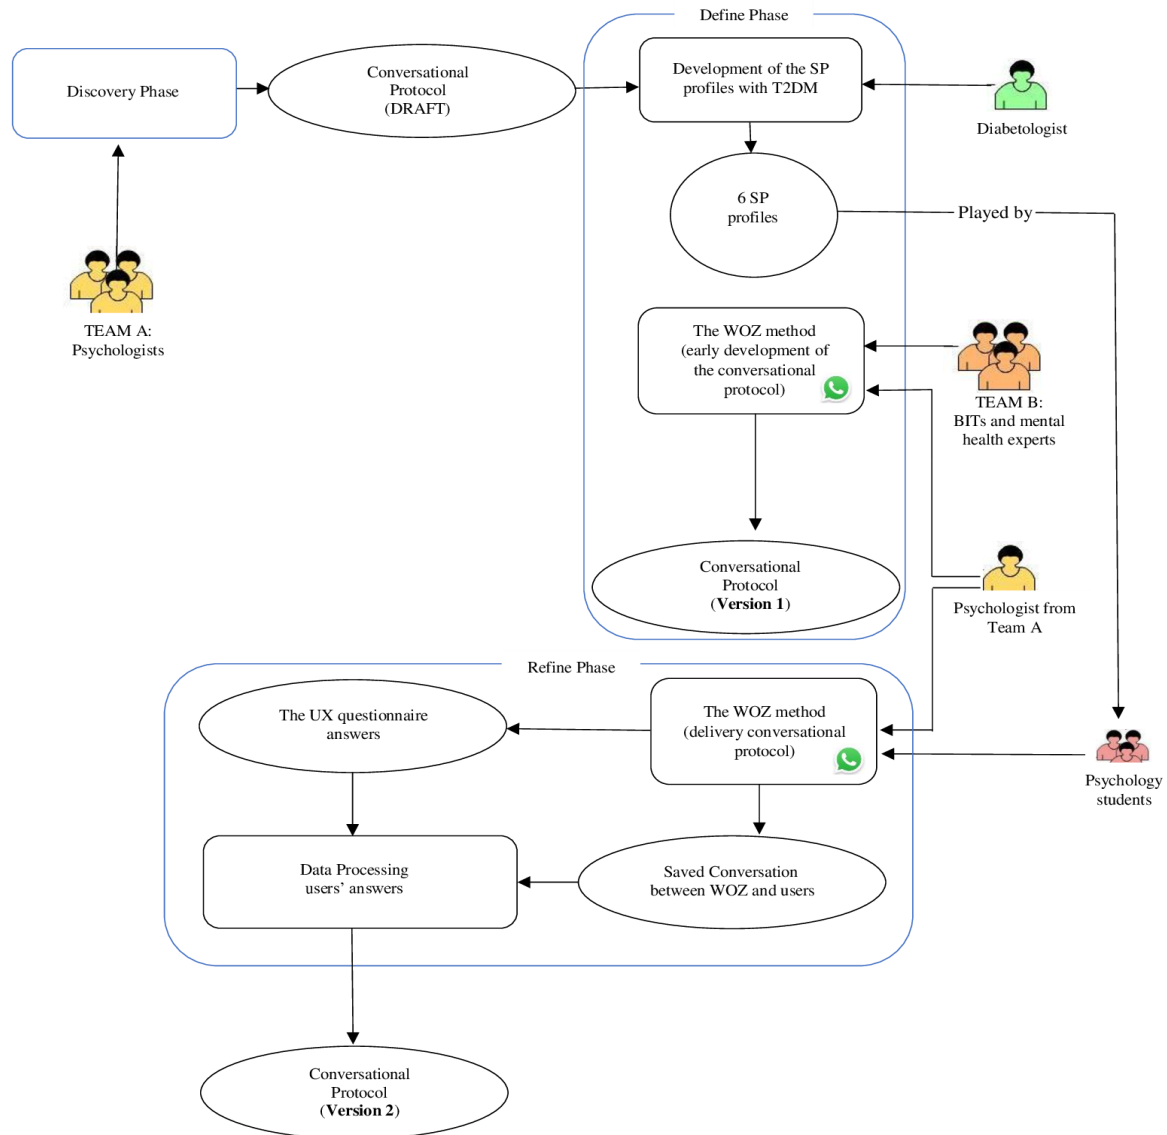 Define Phase
Discovery Phase
Conversational
Protocol
(DRAFT)
Development of the SP
profiles with T2DM
Diabetologist
6 SP
profiles
Played by
TEAM A:
Psychologists
The WOZ method
(early development of
the conversational
protocol)
TEAM B:
BITs and mental
health experts
Conversational
Protocol
(Version 1)
Psychologist from
Team A
Refine Phase
The UX questionnaire
answers
The WOZ method
(delivery conversational
protocol)
Psychology
students
Data Processing
users’ answers
Saved Conversation
between WOZ and users
Conversational
Protocol
(Version 2)